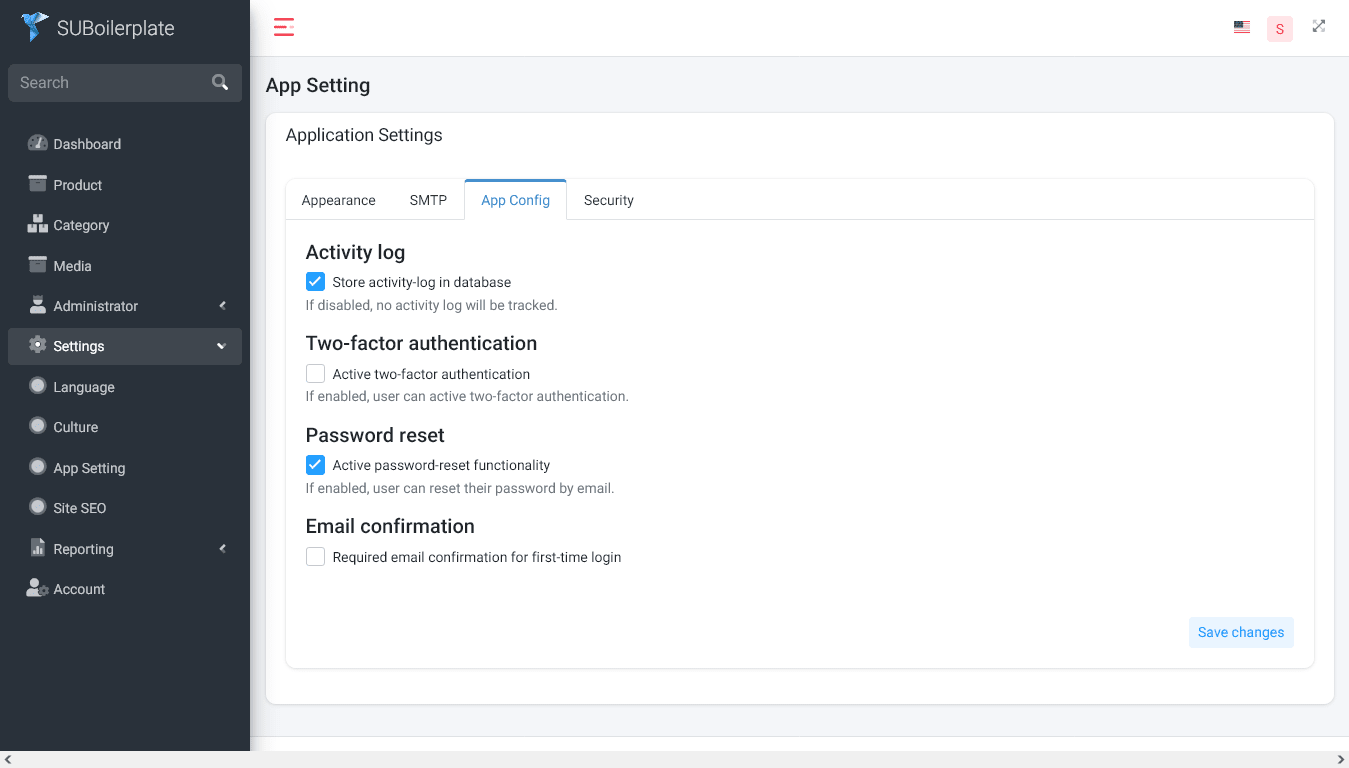 SUBoilerplate
S
Search
App Setting
Application Settings
Dashboard
Product
Category
Media
Administrator
Settings
Language
Culture
App Setting
Site SEO
Reporting
Account
Appearance
SMTP
App Config
Security
Activity log
Store activity-log in database
If disabled, no activity log will be tracked.
Two-factor authentication
Active two-factor authentication
If enabled, user can active two-factor authentication.
Password reset
Active password-reset functionality
If enabled, user can reset their password by email.
Email confirmation
Required email confirmation for first-time login
Save changes